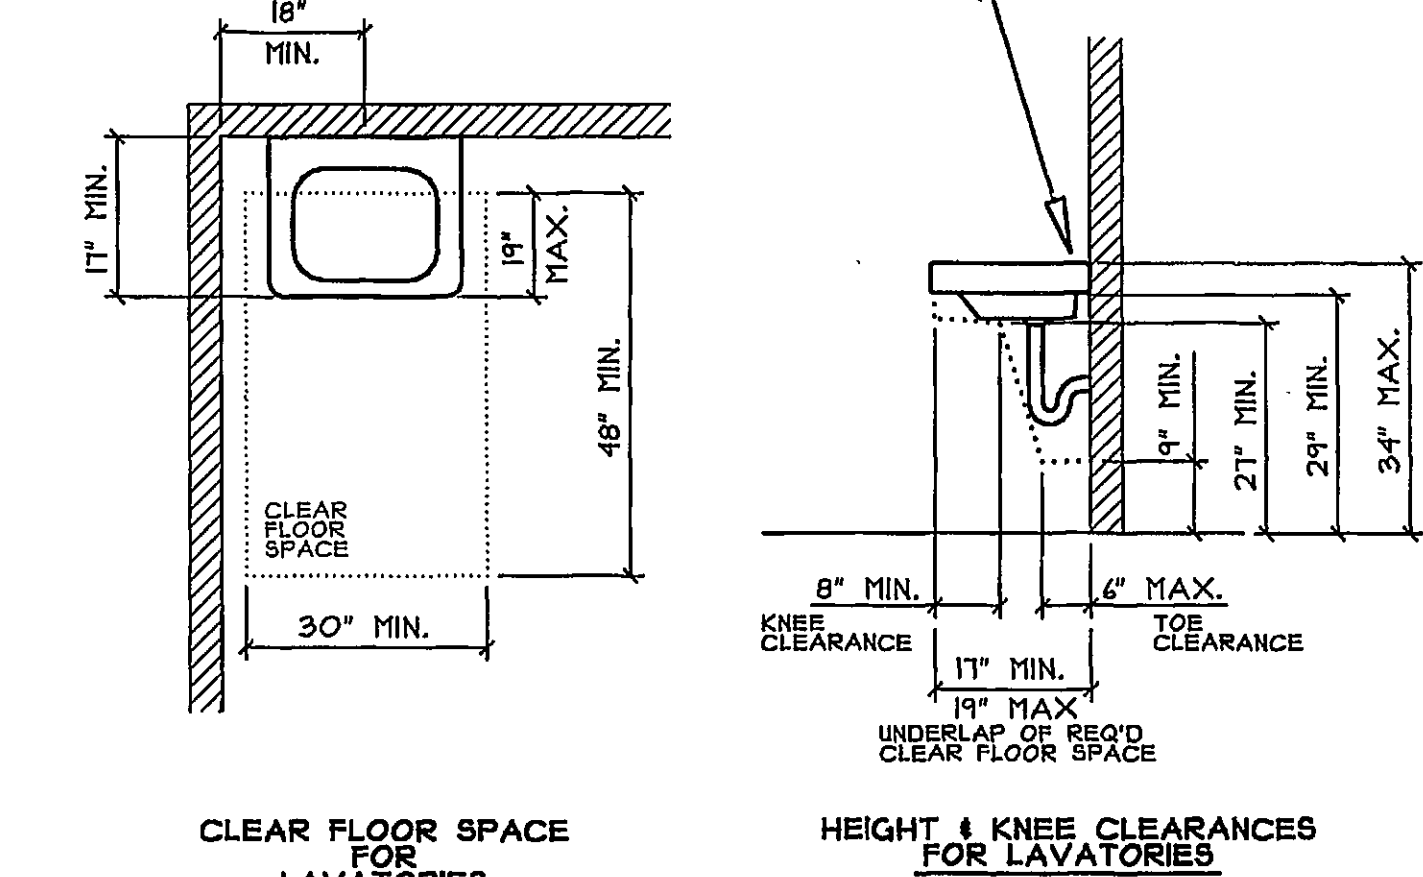 18"
MIN.
17" MIN.
19"
MAX.
48" MIN.
CLEAR
FLOOR
SPACE
30" MIN.
CLEAR FLOOR SPACE
FOR
LAVATORIES
9" MIN.
27" MIN.
29" MIN.
34" MAX.
8" MIN.
KNEE
CLEARANCE
6" MAX.
TOE
CLEARANCE
17" MIN.
19" MAX
UNDERLAP OF REQ'D
CLEAR FLOOR SPACE
HEIGHT & KNEE CLEARANCES
FOR LAVATORIES